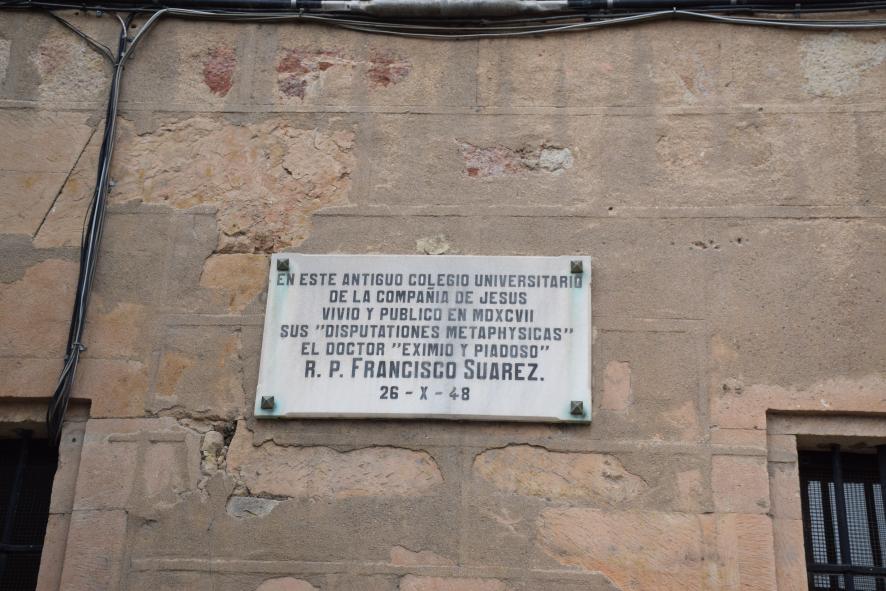 EN ESTE ANTIGUO COLEGIO UNIVERSITARIO
DE LA COMPAÑIA DE JESUS
VIVIO Y PUBLICO EN MDXCVII
SUS "DISPUTATIONES METAPHYSICAS"
EL DOCTOR "EXIMIO Y PIADOSO"
R. P. FRANCISCO SUAREZ.
26 - X - 48